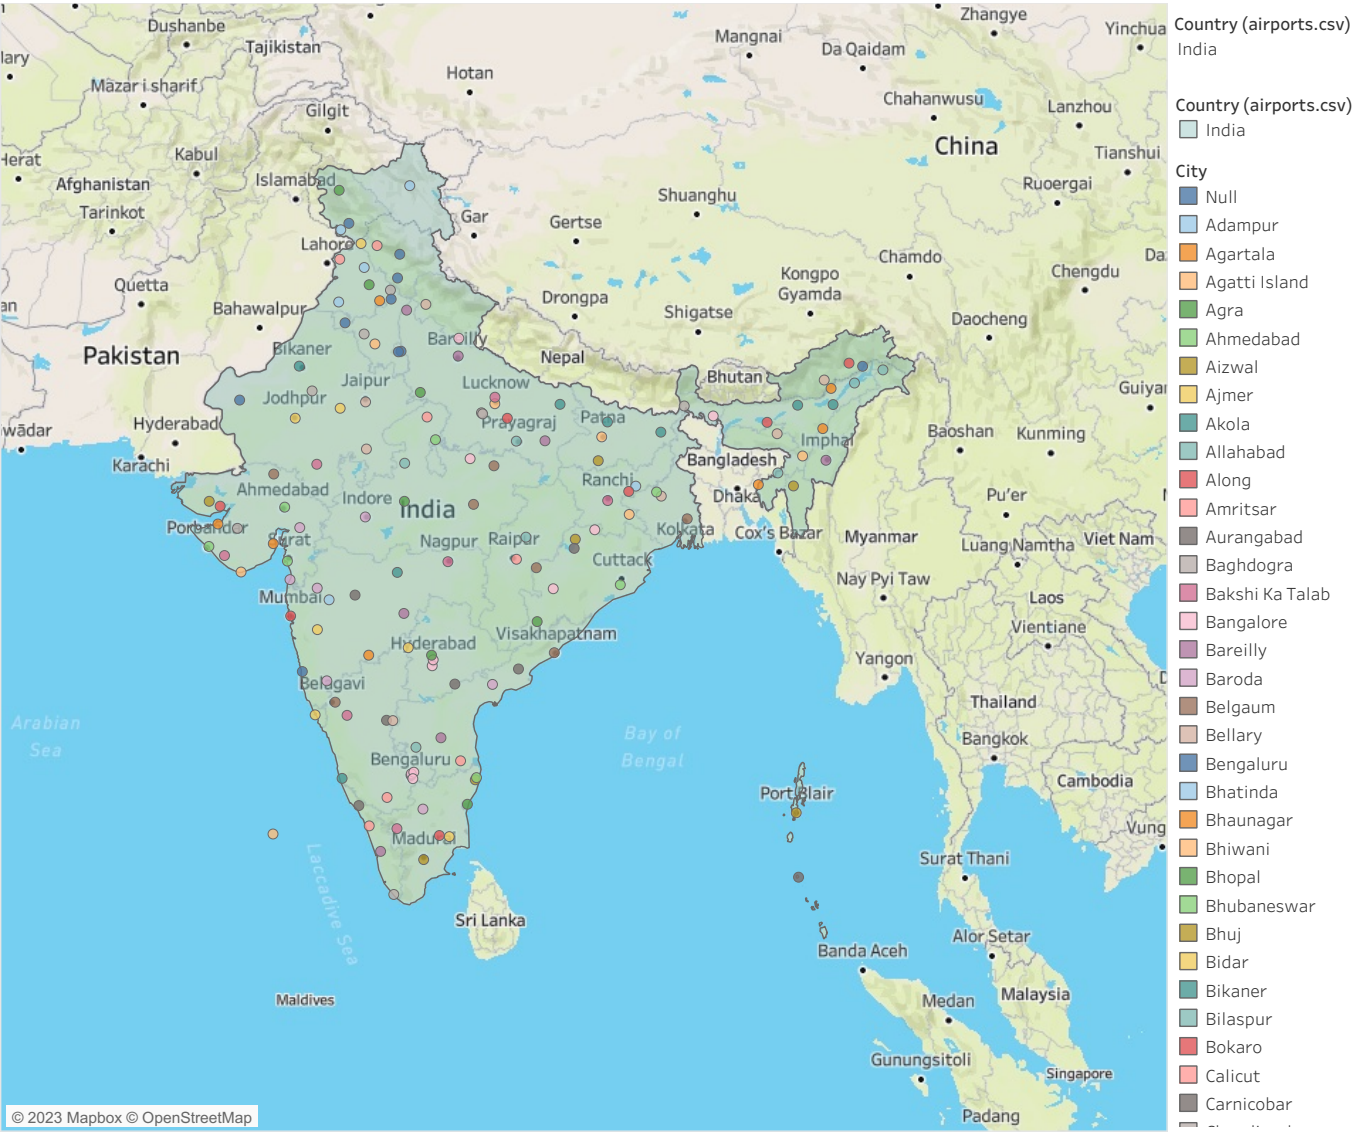 Zhangye
Dushanbe
Yinchua
Mangnai
Tajikistan
Da Qaidam
lary
Hotan
Mazar i sharif
Chahanwusu
Lanzhou
Gilgit
China
Kabul
Tianshui
Herat
Islamabad
Afghanistan
Ruoergai
Shuanghu
Tarinkot
Gar
Gertse
Lahore
Chamdo
Da
Kongpo
Gyamda
Chengdu
Quetta
an
Drongpa
Bahawalpur
Shigatse
Daocheng
Bareilly
Bikaner
Pakistan
Nepal
Bhutan
Jaipur
Lucknow
Guiya
Jodhpur
Patna
Prayagraj
Hyderabad
wādar
Imphal
Baoshan
Kunming
Karachi
Bangladesh
Ranchi
Ahmedabad
Indore
India
Dhaka
Pu'er
Porbandar
Kolkata
Cox's Bazar
Surat
Nagpur
Raipur
Myanmar
Luang Namtha
Viet Nam
Cuttack
Nay Pyi Taw
Mumbai
Laos
Vientiane
Visakhapatnam
Hyderabad
Yangon
Belagavi
Thailand
Arabian
Sea
Bay of
Bengal
Bangkok
Bengaluru
Cambodia
Port Blair
Vung
Madurai
Surat Thani
Laccadive Sea
Sri Lanka
Alor Setar
Banda Aceh
Maldives
Medan
Malaysia
Gunungsitoli
Singapore
Padang
© 2023 Mapbox © OpenStreetMap
Country (airports.csv)
India
Country (airports.csv)
India
City
Null
Adampur
Agartala
Agatti Island
Agra
Ahmedabad
Aizwal
Ajmer
Akola
Allahabad
Along
Amritsar
Aurangabad
Baghdogra
Bakshi Ka Talab
Bangalore
Bareilly
Baroda
Belgaum
Bellary
Bengaluru
Bhatinda
Bhaunagar
Bhiwani
Bhopal
Bhubaneswar
Bhuj
Bidar
Bikaner
Bilaspur
Bokaro
Calicut
Carnicobar